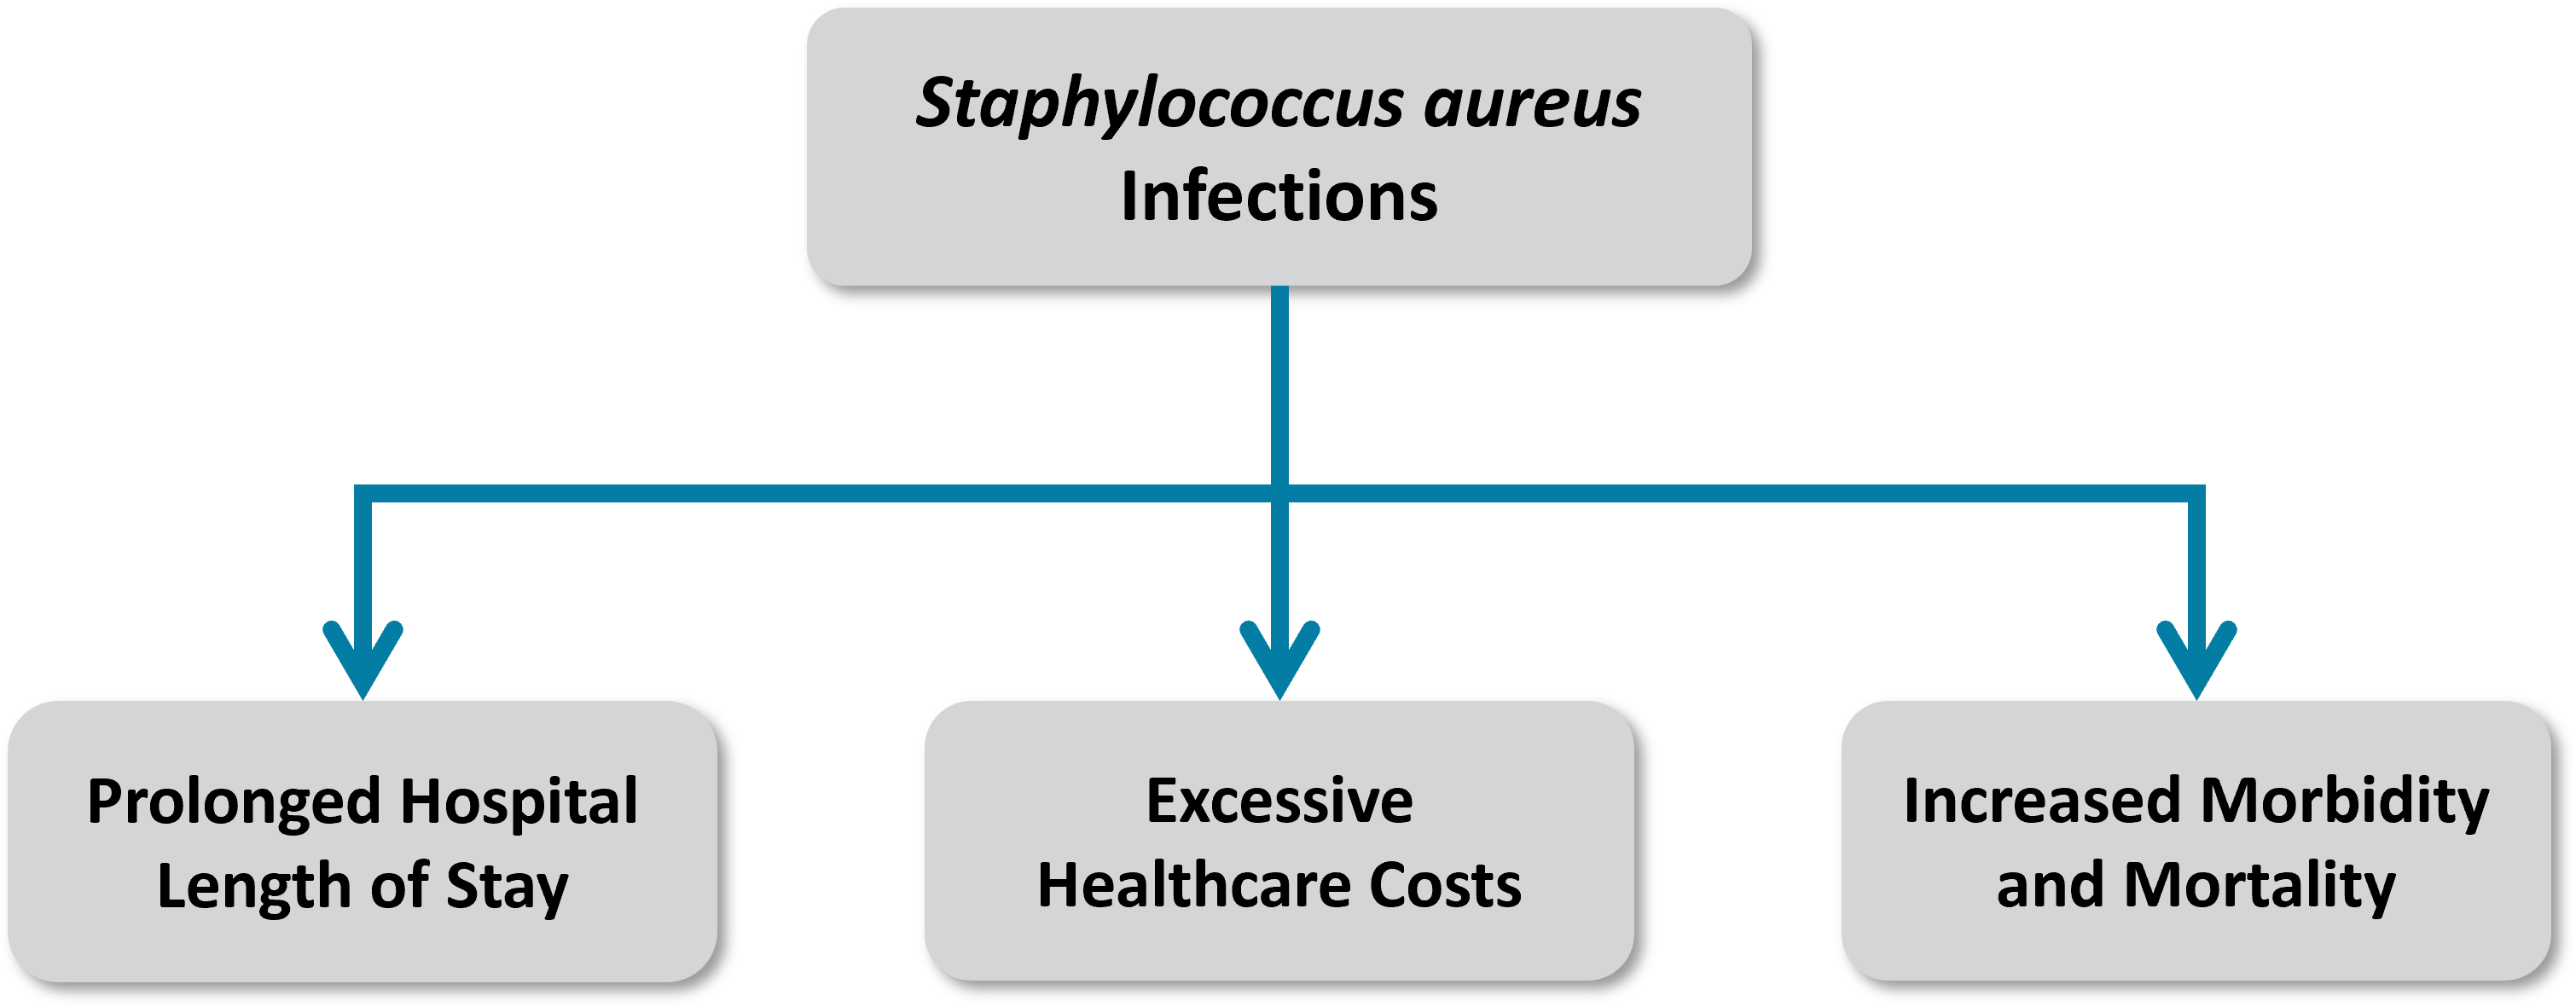 Staphylococcus aureus
Infections
Prolonged Hospital
Length of Stay
Excessive
Healthcare Costs
Increased Morbidity
and Mortality